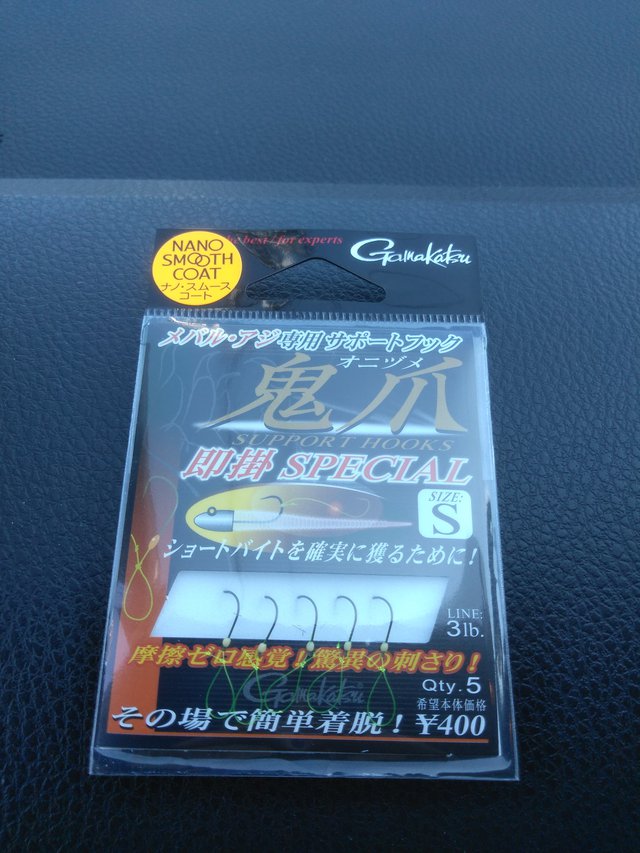 NANO
SMOOTH
COAT
ナノ・スムース
コート
best / for experts
Gamakatsu
メバル・アジ専用 サポートフック
オニヅメ
鬼爪
SUPPORT HOOKS
即掛 SPECIAL
SIZE:
S
ショートバイトを確実に獲るために!
LINE:
3lb.
摩擦ゼロ感覚!驚異の刺さり!
Gamakatsu
Qty.5
希望本体価格
その場で簡単着脱! ¥400